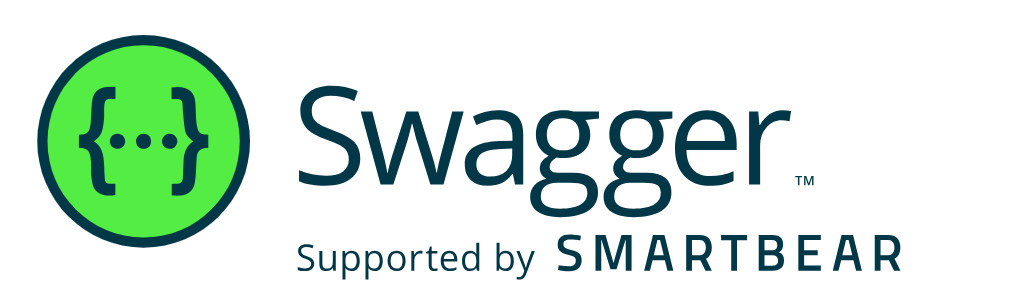 {...}
Swagger™
Supported by SMARTBEAR